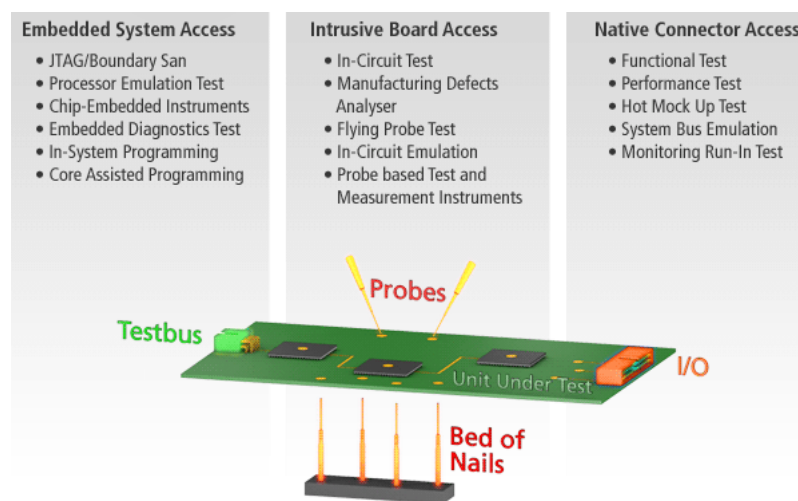 Embedded System Access
• JTAG/Boundary San
• Processor Emulation Test
• Chip-Embedded Instruments
• Embedded Diagnostics Test
• In-System Programming
• Core Assisted Programming
Intrusive Board Access
• In-Circuit Test
• Manufacturing Defects
Analyser
• Flying Probe Test
• In-Circuit Emulation
• Probe based Test and
Measurement Instruments
Native Connector Access
• Functional Test
• Performance Test
• Hot Mock Up Test
• System Bus Emulation
• Monitoring Run-In Test
Probes
Testbus
I/O
Unit Under Test
Bed of
Nails